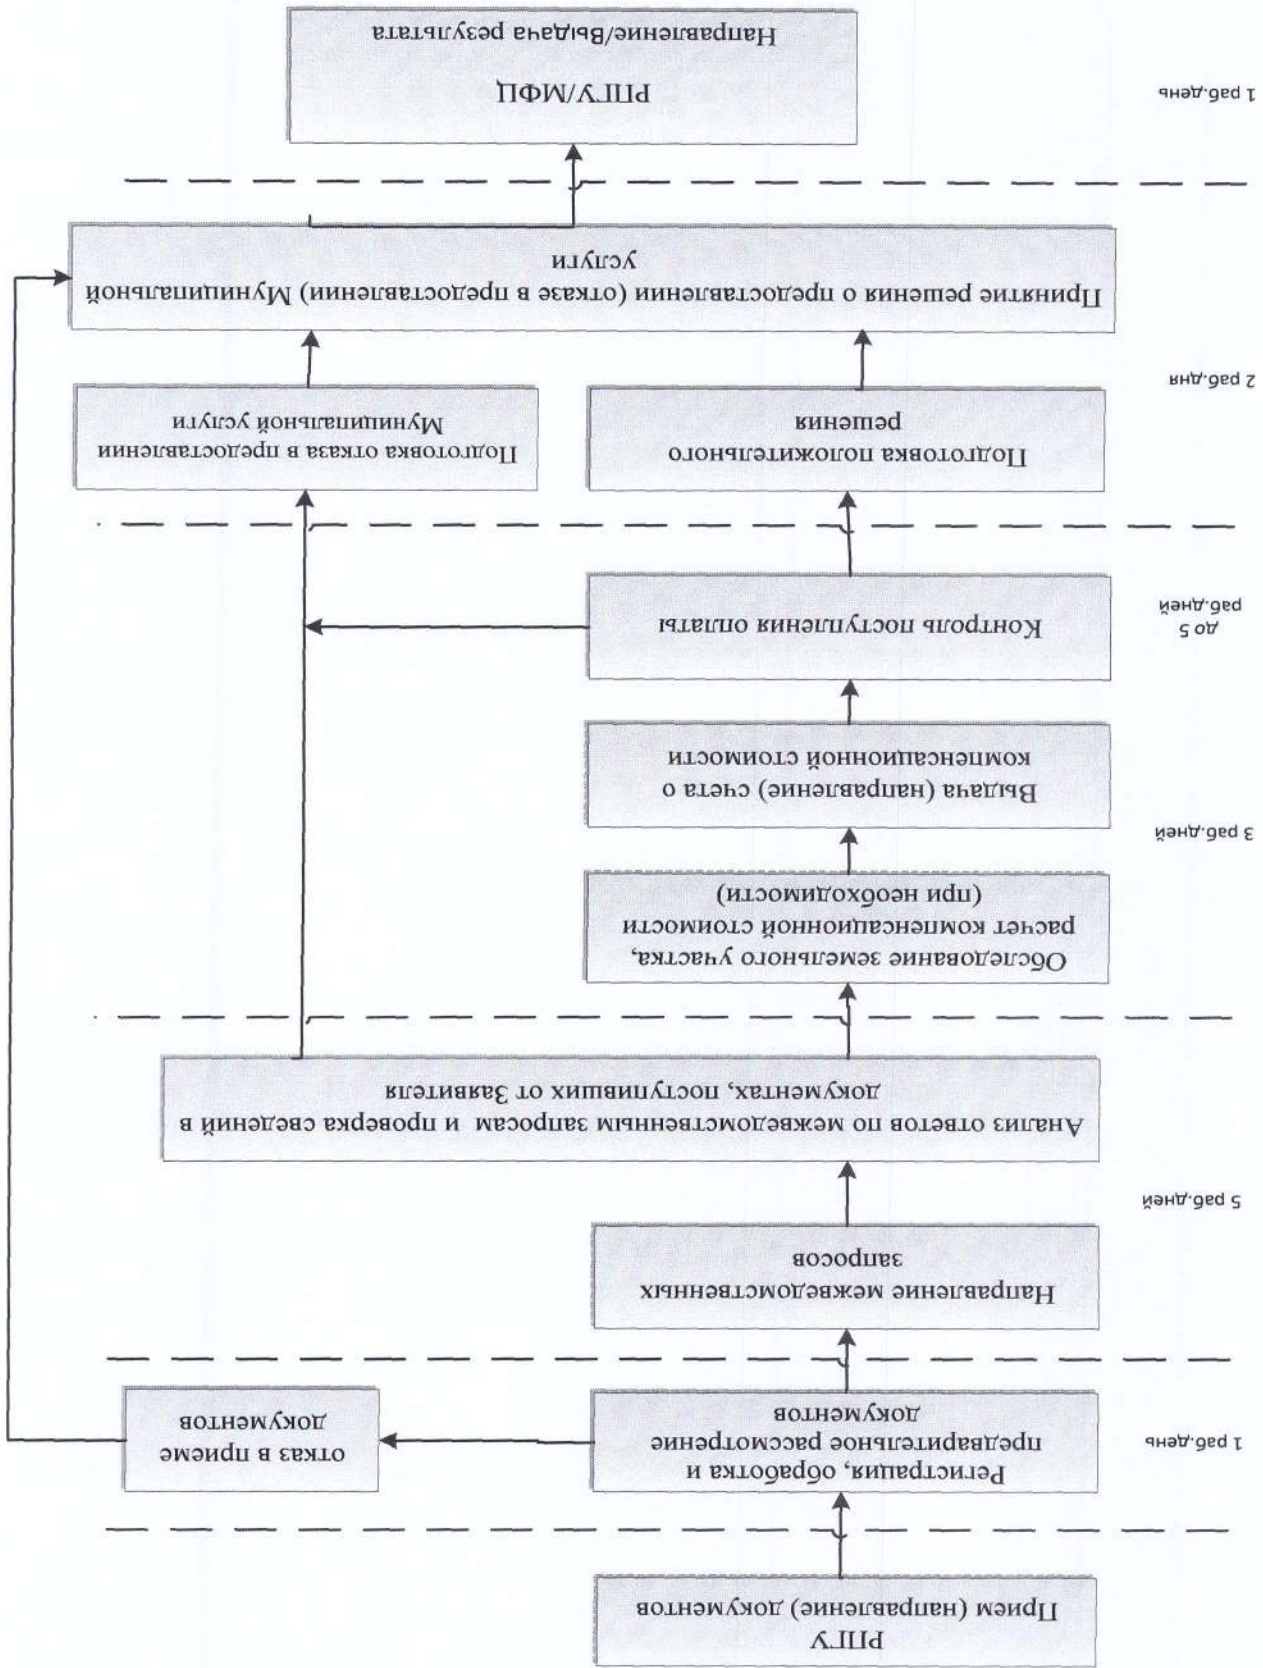 РПГУ
Прием (направление) документов
1 раб.день
Регистрация, обработка и
предварительное рассмотрение
документов
отказ в приеме
документов
5 раб.дней
Направление межведомственных
запросов
Анализ ответов по межведомственным запросам и проверка сведений в
документах, поступивших от Заявителя
3 раб.дней
Обследование земельного участка,
расчет компенсационной стоимости
(при необходимости)
Выдача (направление) счета о
компенсационной стоимости
до 5
раб.дней
Контроль поступления оплаты
2 раб.дня
Подготовка положительного
решения
Подготовка отказа в предоставлении
Муниципальной услуги
Принятие решения о предоставлении (отказе в предоставлении) Муниципальной
услуги
1 раб.день
РПГУ/МФЦ
Направление/Выдача результата